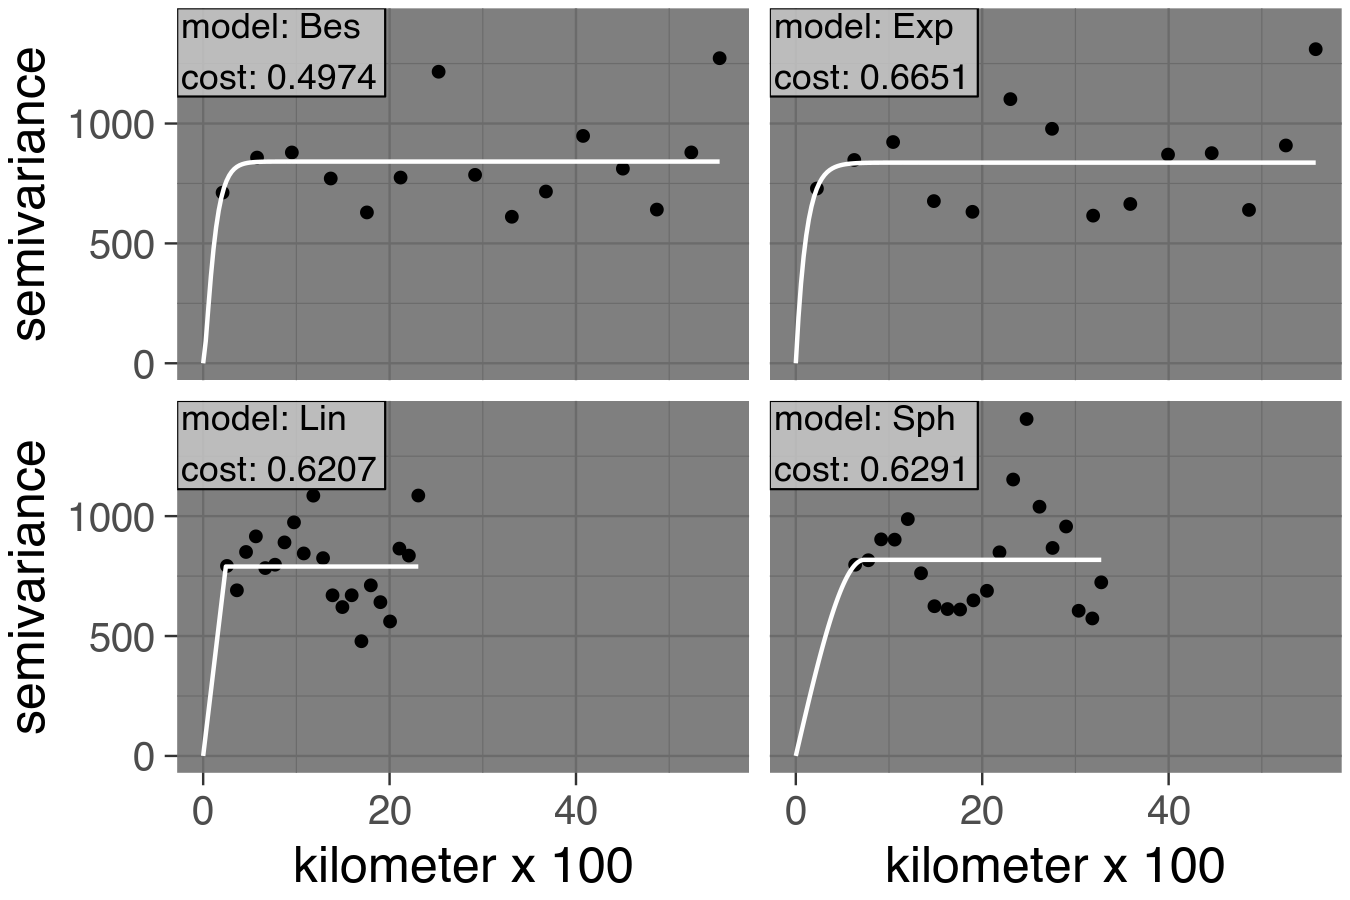 model: Bes
cost: 0.4974
model: Exp
cost: 0.6651
semivariance
1000
500
0
model: Lin
cost: 0.6207
model: Sph
cost: 0.6291
semivariance
1000
500
0
0 20 40
0 20 40
kilometer x 100
kilometer x 100